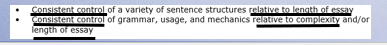 • Consistent control of a variety of sentence structures relative to length of essay
• Consistent control of grammar, usage, and mechanics relative to complexity and/or
length of essay